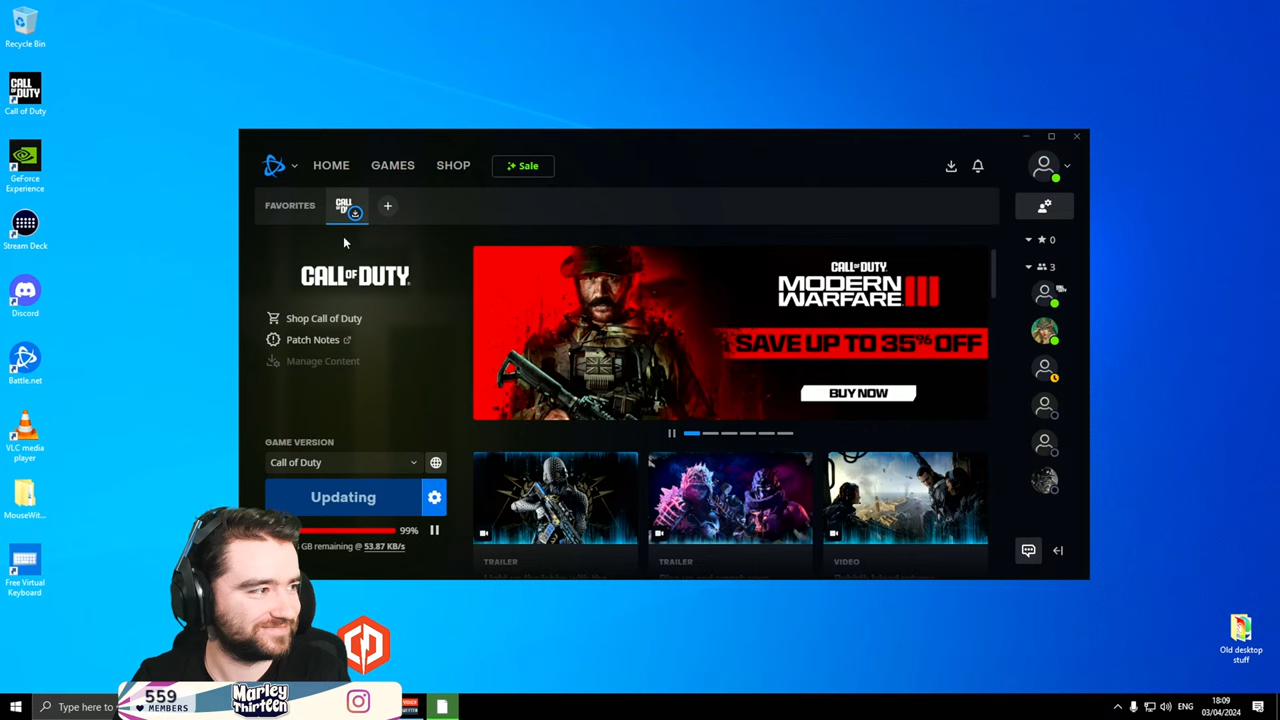 Recycle Bin
CALL OF DUTY
Call of Duty
GeForce
Experience
Stream Deck
Discord
Battle.net
VLC media
player
MouseWit...
Free Virtual
Keyboard
HOME
GAMES
SHOP
Sale
FAVORITES
CALL OF DUTY
Shop Call of Duty
Patch Notes
Manage Content
GAME VERSION
Call of Duty
Updating
99%
GB remaining @ 53.87 KB/s
CALL OF DUTY
MODERN
WARFARE III
SAVE UP TO 35% OFF
BUY NOW
TRAILER
TRAILER
VIDEO
0
3
Old desktop
stuff
Type here to
559
MEMBERS
Marley
Thirteen
ENG
18:09
03/04/2024